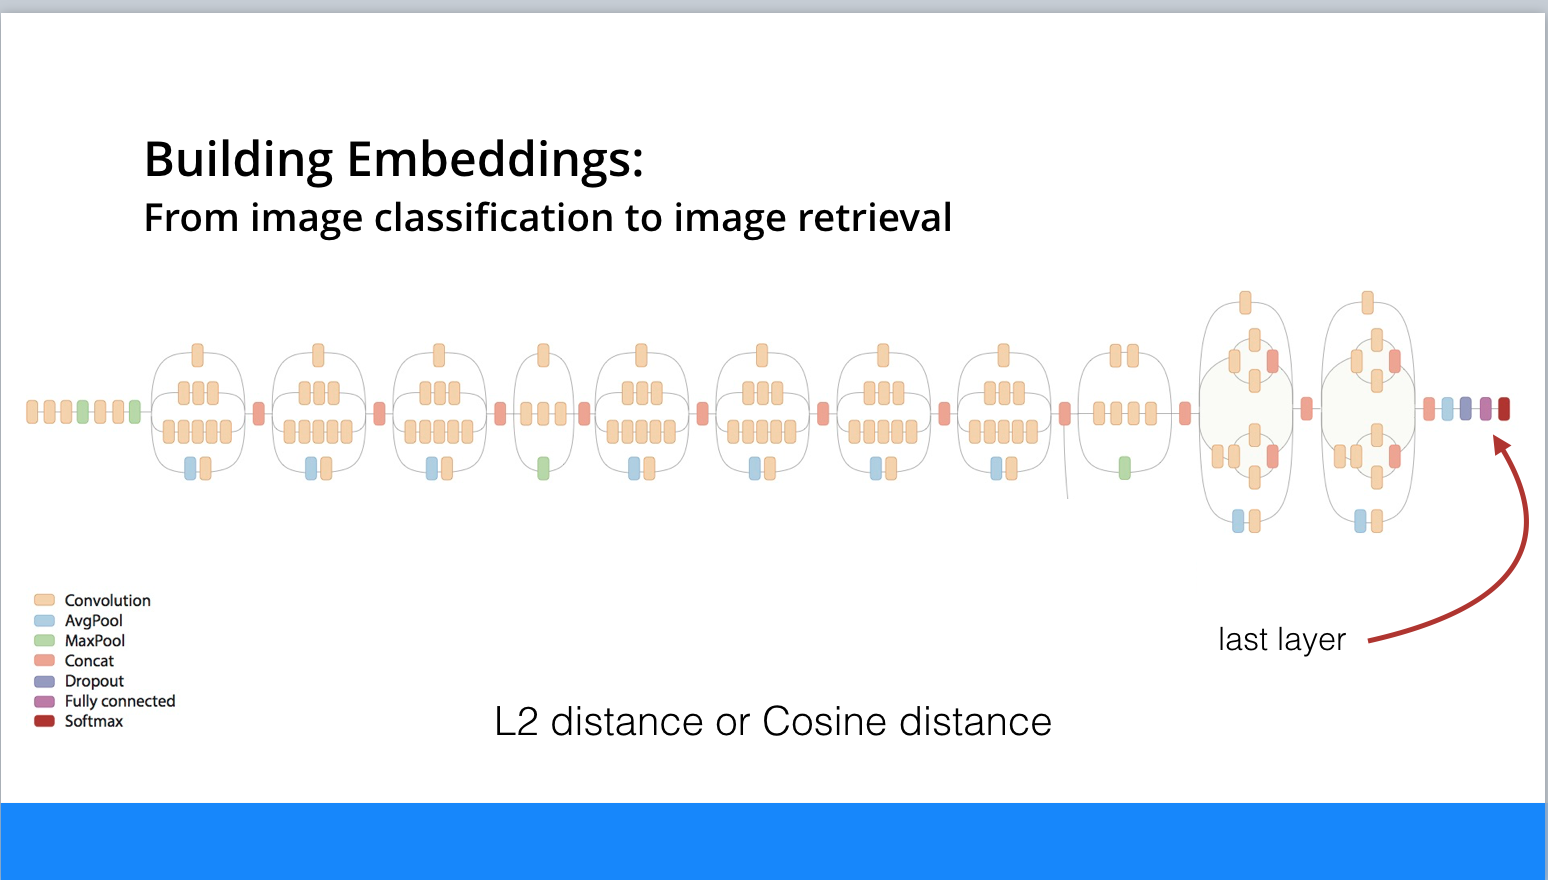 Building Embeddings:
From image classification to image retrieval
Convolution
AvgPool
MaxPool
Concat
Dropout
Fully connected
Softmax
last layer
L2 distance or Cosine distance